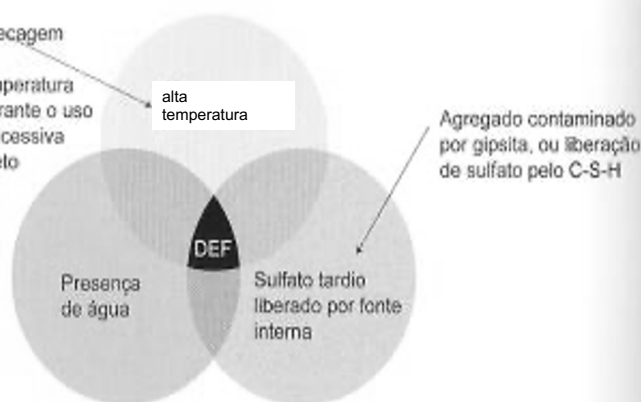 alta
temperatura
Agregado contaminado
por gipsita, ou liberação
de sulfato pelo C-S-H
DEF
Presença
de água
Sulfato tardio
liberado por fonte
interna
o uso